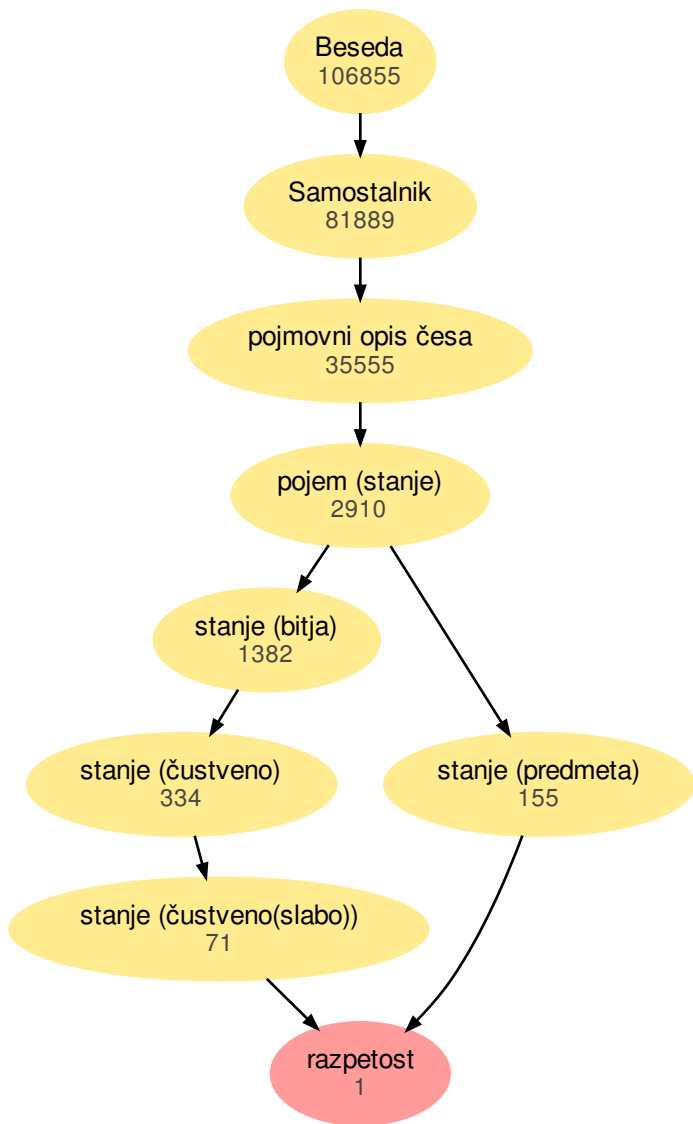 Beseda
106855
Samostalnik
81889
pojmovni opis česa
35555
pojem (stanje)
2910
stanje (bitja)
1382
stanje (čustveno)
334
stanje (predmeta)
155
stanje (čustveno(slabo))
71
razpetost
1